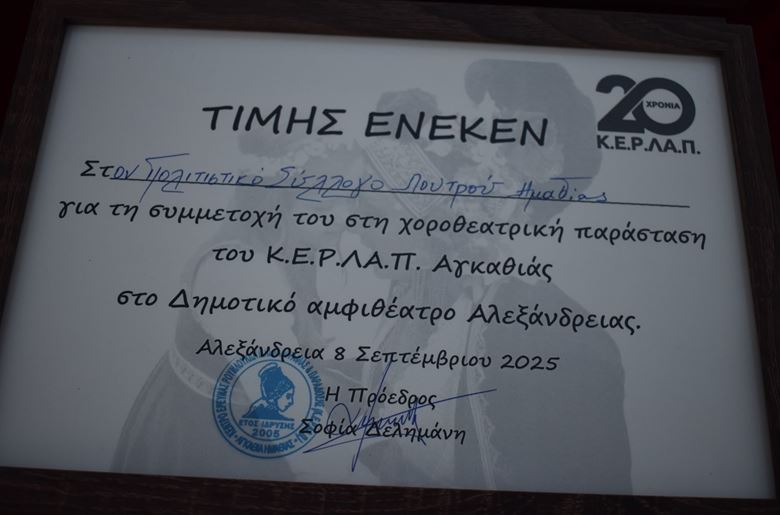 20
ΧΡΟΝΙΑ
Κ.Ε.Ρ.ΛΑ.Π.
ΤΙΜΗΣ ΕΝΕΚΕΝ
Στον Πολιτιστικό Σύλλογο Λουτρού Ημαθίας
για τη συμμετοχή του στη χοροθεατρική παράσταση
του Κ.Ε.Ρ.ΛΑ.Π. Αγκαθιάς
στο Δημοτικό αμφιθέατρο Αλεξάνδρειας.
Αλεξάνδρεια 8 Σεπτέμβριου 2025
Η Πρόεδρος
Σοφία Δεληmάνη
ΕΤΟΣ ΙΔΡΥΣΗΣ
2005